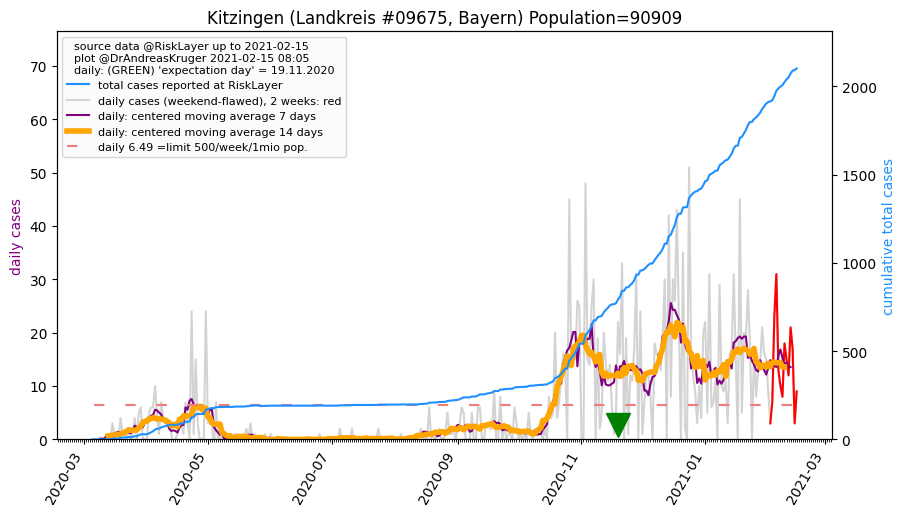 Kitzingen (Landkreis #09675, Bayern) Population=90909
source data @RiskLayer up to 2021-02-15
plot @DrAndreasKruger 2021-02-15 08:05
daily: (GREEN) 'expectation day' = 19.11.2020
total cases reported at RiskLayer
daily cases (weekend-flawed), 2 weeks: red
daily: centered moving average 7 days
daily: centered moving average 14 days
daily 6.49 =limit 500/week/1mio pop.
daily cases
70
60
50
40
30
20
10
0
cumulative total cases
2000
1500
1000
500
0
2020-03
2020-05
2020-07
2020-09
2020-11
2021-01
2021-03